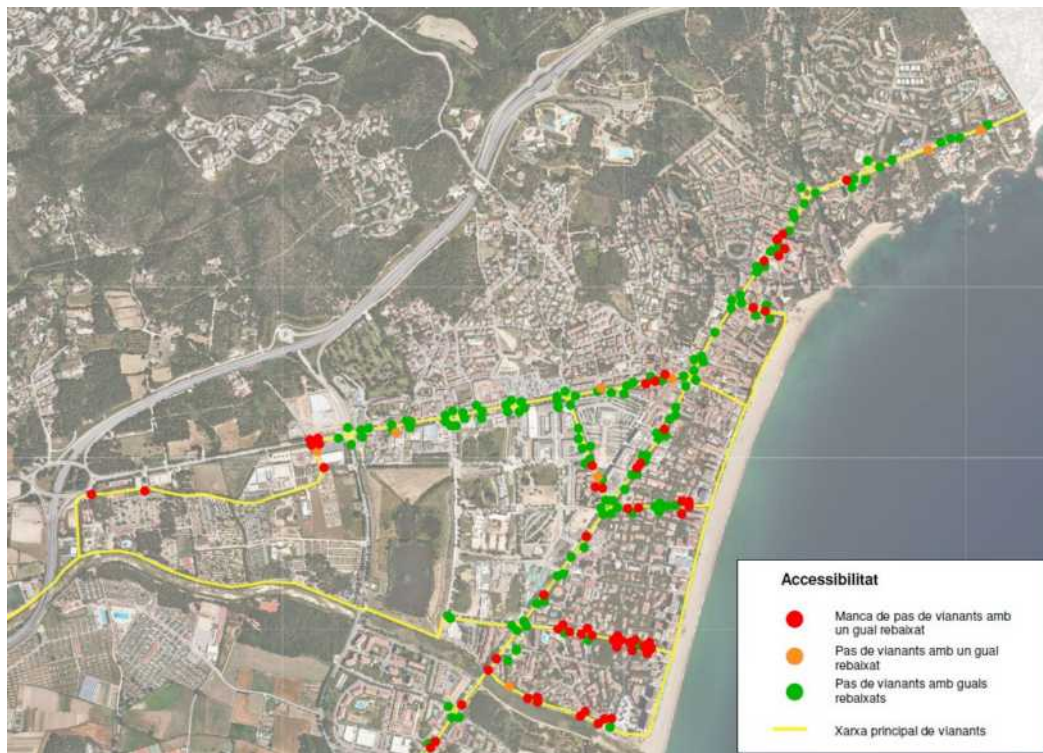 Accessibilitat
Manca de pas de vianants amb
un gual rebaixat
Pas de vianants amb un gual
rebaixat
Pas de vianants amb guals
rebaixats
Xarxa principal de vianants